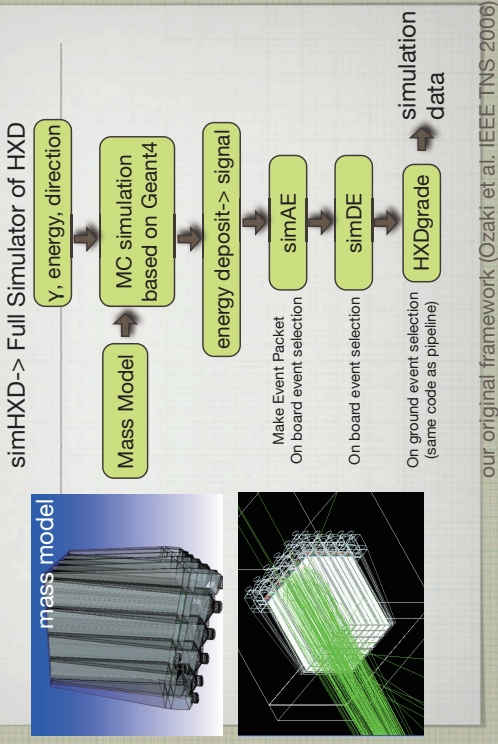 simHXD-> Full Simulator of HXD
mass model
γ, energy, direction
Mass Model
MC simulation
based on Geant4
energy deposit-> signal
Make Event Packet
On board event selection
simAE
On board event selection
simDE
On ground event selection
(same code as pipeline)
HXDgrade
simulation
data
our original framework (Ozaki et al. IEEE TNS 2006)